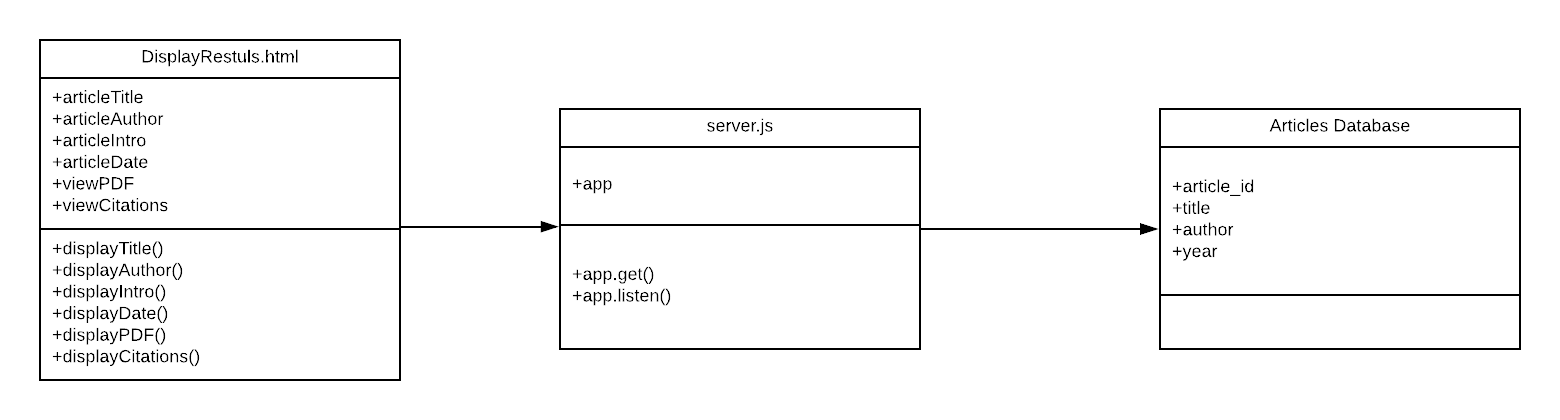 DisplayRestuls.html
+articleTitle
+articleAuthor
+articleIntro
+articleDate
+viewPDF
+viewCitations
+displayTitle()
+displayAuthor()
+displayIntro()
+displayDate()
+displayPDF()
+displayCitations()
server.js
+app
+app.get()
+app.listen()
Articles Database
+article_id
+title
+author
+year